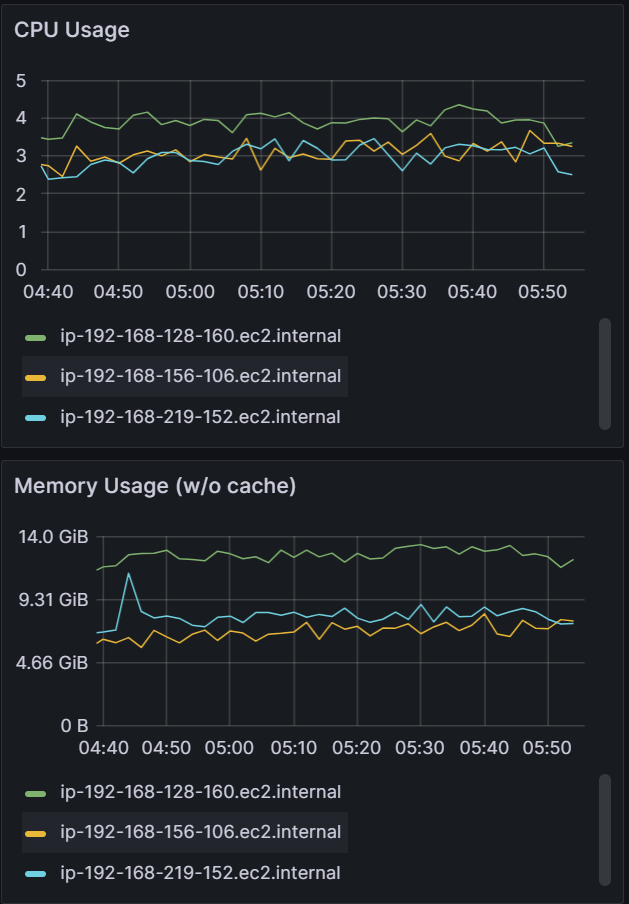 CPU Usage
5
4
3
2
1
0
04:40 04:50 05:00 05:10 05:20 05:30 05:40 05:50
ip-192-168-128-160.ec2.internal
ip-192-168-156-106.ec2.internal
ip-192-168-219-152.ec2.internal
Memory Usage (w/o cache)
14.0 GiB
9.31 GiB
4.66 GiB
0 B
04:40 04:50 05:00 05:10 05:20 05:30 05:40 05:50
ip-192-168-128-160.ec2.internal
ip-192-168-156-106.ec2.internal
ip-192-168-219-152.ec2.internal